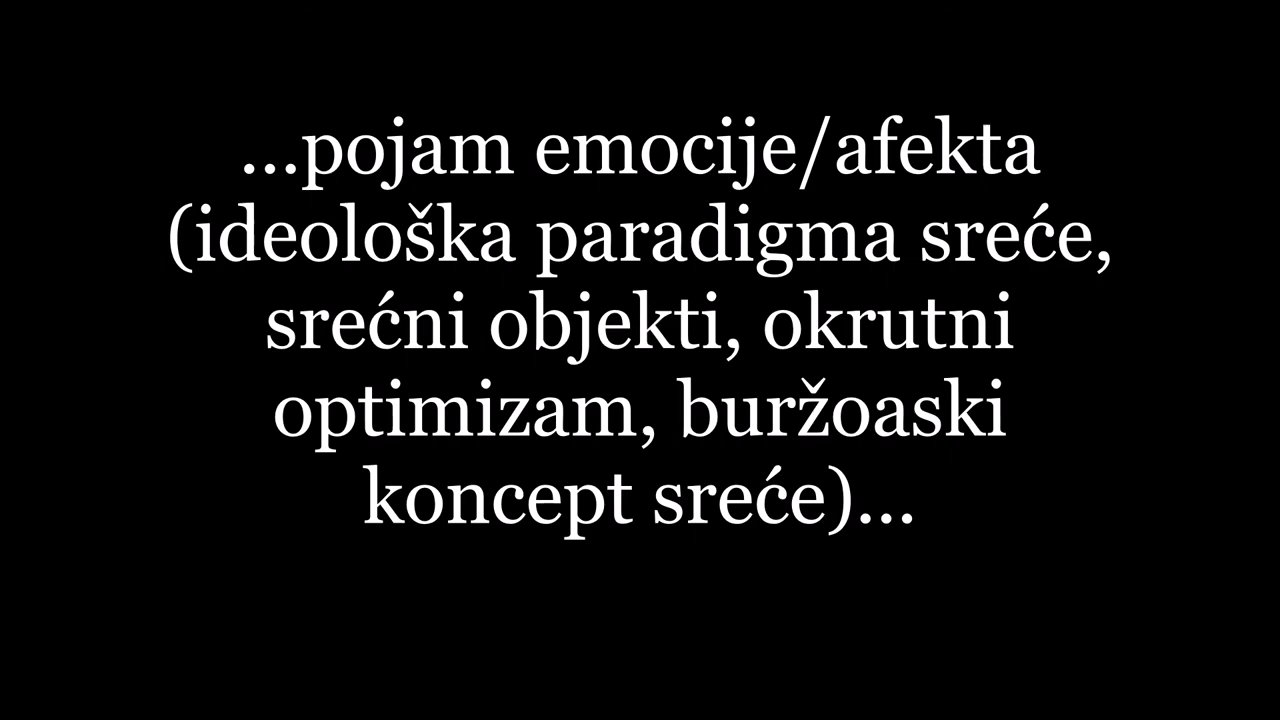 ...pojam emocije/afekta
(ideološka paradigma sreće,
srećni objekti, okrutni
optimizam, buržoaski
koncept sreće)...